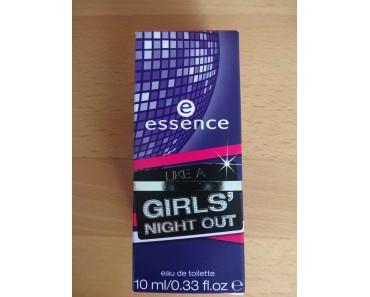 e
essence
LIKE A
GIRLS'
NIGHT OUT
eau de toilette
10 ml/0.33 fl.oz ℮